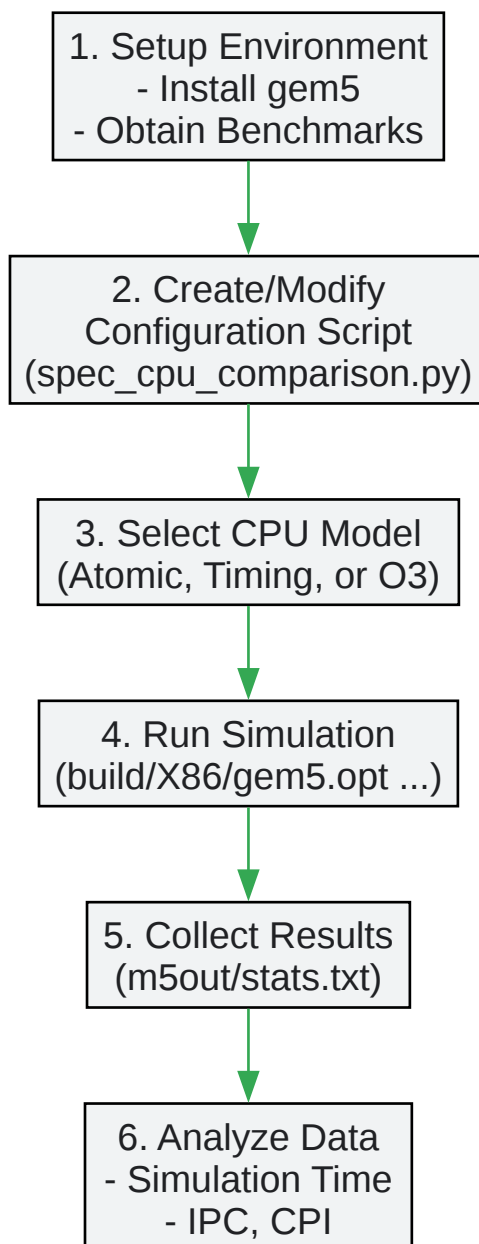 1. Setup Environment
- Install gem5
- Obtain Benchmarks
2. Create/Modify
Configuration Script
(spec_cpu_comparison.py)
3. Select CPU Model
(Atomic, Timing, or O3)
4. Run Simulation
(build/X86/gem5.opt ...)
5. Collect Results
(m5out/stats.txt)
6. Analyze Data
- Simulation Time
- IPC, CPI